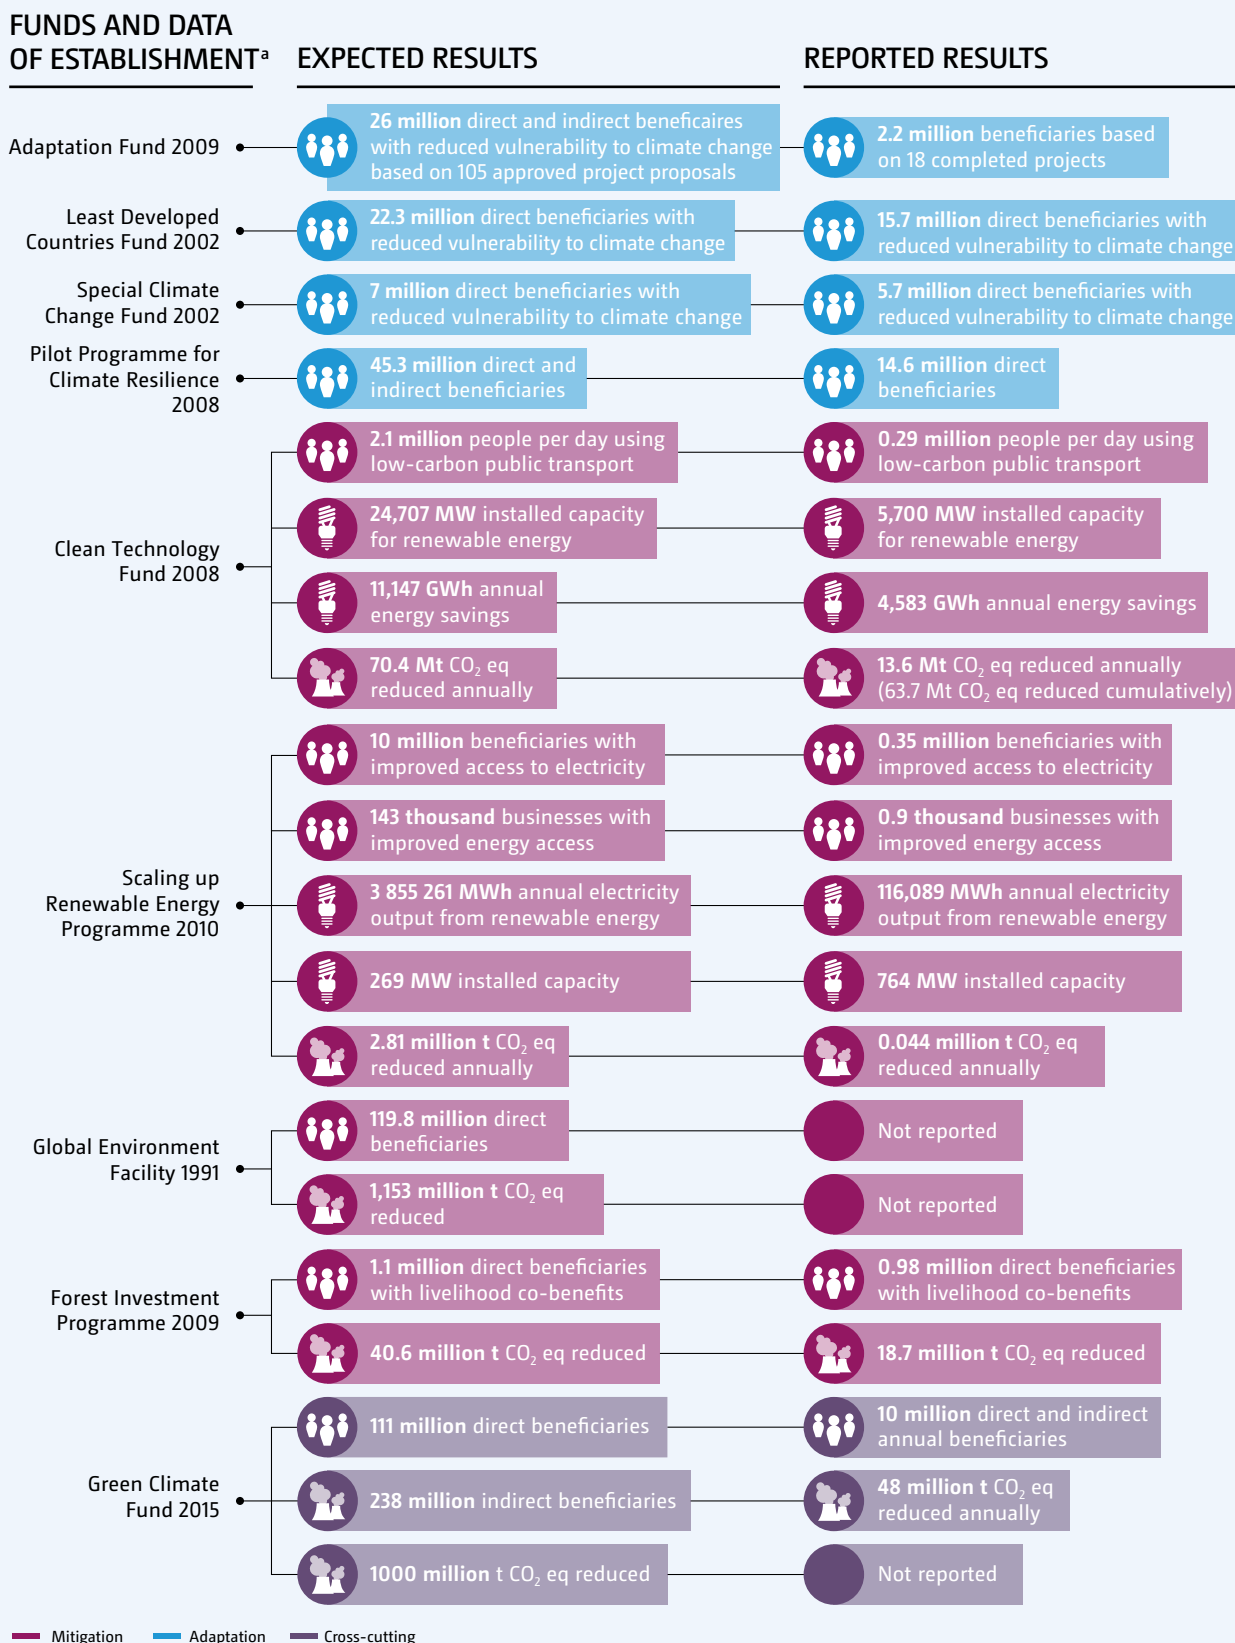 FUNDS AND DATA
OF ESTABLISHMENTa
EXPECTED RESULTS
REPORTED RESULTS
Adaptation Fund 2009
26 million direct and indirect beneficaires
with reduced vulnerability to climate change
based on 105 approved project proposals
2.2 million beneficiaries based
on 18 completed projects
Least Developed
Countries Fund 2002
22.3 million direct beneficiaries with
reduced vulnerability to climate change
15.7 million direct beneficiaries with
reduced vulnerability to climate change
Special Climate
Change Fund 2002
7 million direct beneficiaries with
reduced vulnerability to climate change
5.7 million direct beneficiaries with
reduced vulnerability to climate change
Pilot Programme for
Climate Resilience
2008
45.3 million direct and
indirect beneficiaries
14.6 million direct
beneficiaries
Clean Technology
Fund 2008
2.1 million people per day using
low-carbon public transport
0.29 million people per day using
low-carbon public transport
24,707 MW installed capacity
for renewable energy
5,700 MW installed capacity
for renewable energy
11,147 GWh annual
energy savings
4,583 GWh annual energy savings
70.4 Mt CO2 eq
reduced annually
13.6 Mt CO2 eq reduced annually
(63.7 Mt CO2 eq reduced cumulatively)
Scaling up
Renewable Energy
Programme 2010
10 million beneficiaries with
improved access to electricity
0.35 million beneficiaries with
improved access to electricity
143 thousand businesses with
improved energy access
0.9 thousand businesses with
improved energy access
3 855 261 MWh annual electricity
output from renewable energy
116,089 MWh annual electricity
output from renewable energy
269 MW installed capacity
764 MW installed capacity
2.81 million t CO2 eq
reduced annually
0.044 million t CO2 eq
reduced annually
Global Environment
Facility 1991
119.8 million direct
beneficiaries
Not reported
1,153 million t CO2 eq
reduced
Not reported
Forest Investment
Programme 2009
1.1 million direct beneficiaries
with livelihood co-benefits
0.98 million direct beneficiaries
with livelihood co-benefits
40.6 million t CO2 eq reduced
18.7 million t CO2 eq reduced
Green Climate
Fund 2015
111 million direct beneficiaries
10 million direct and indirect
annual beneficiaries
238 million indirect beneficiaries
48 million t CO2 eq
reduced annually
1000 million t CO2 eq reduced
Not reported
Mitigation
Adaptation
Cross-cutting